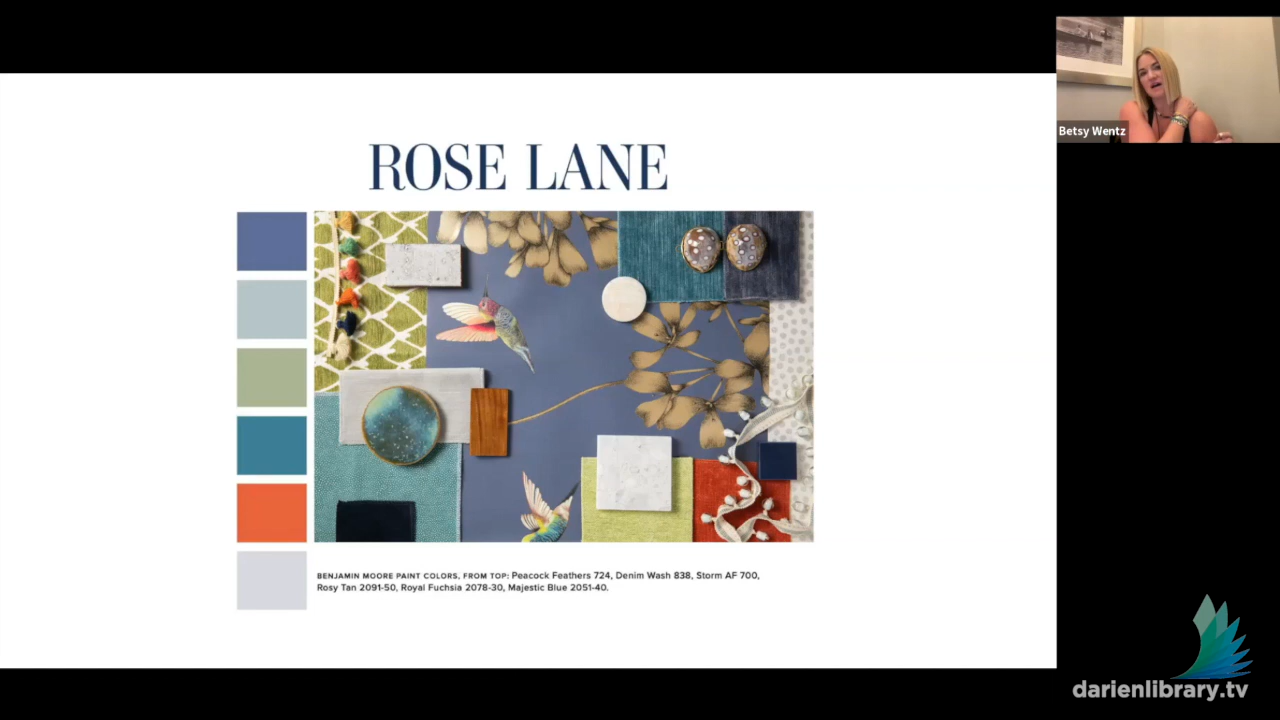 ROSE LANE
BENJAMIN MOORE PAINT COLORS, FROM TOP: Peacock Feathers 724, Denim Wash 838, Storm AF 700,
Rosy Tan 2091-50, Royal Fuchsia 2078-30, Majestic Blue 2051-40.
Betsy Wentz
darienlibrary.tv